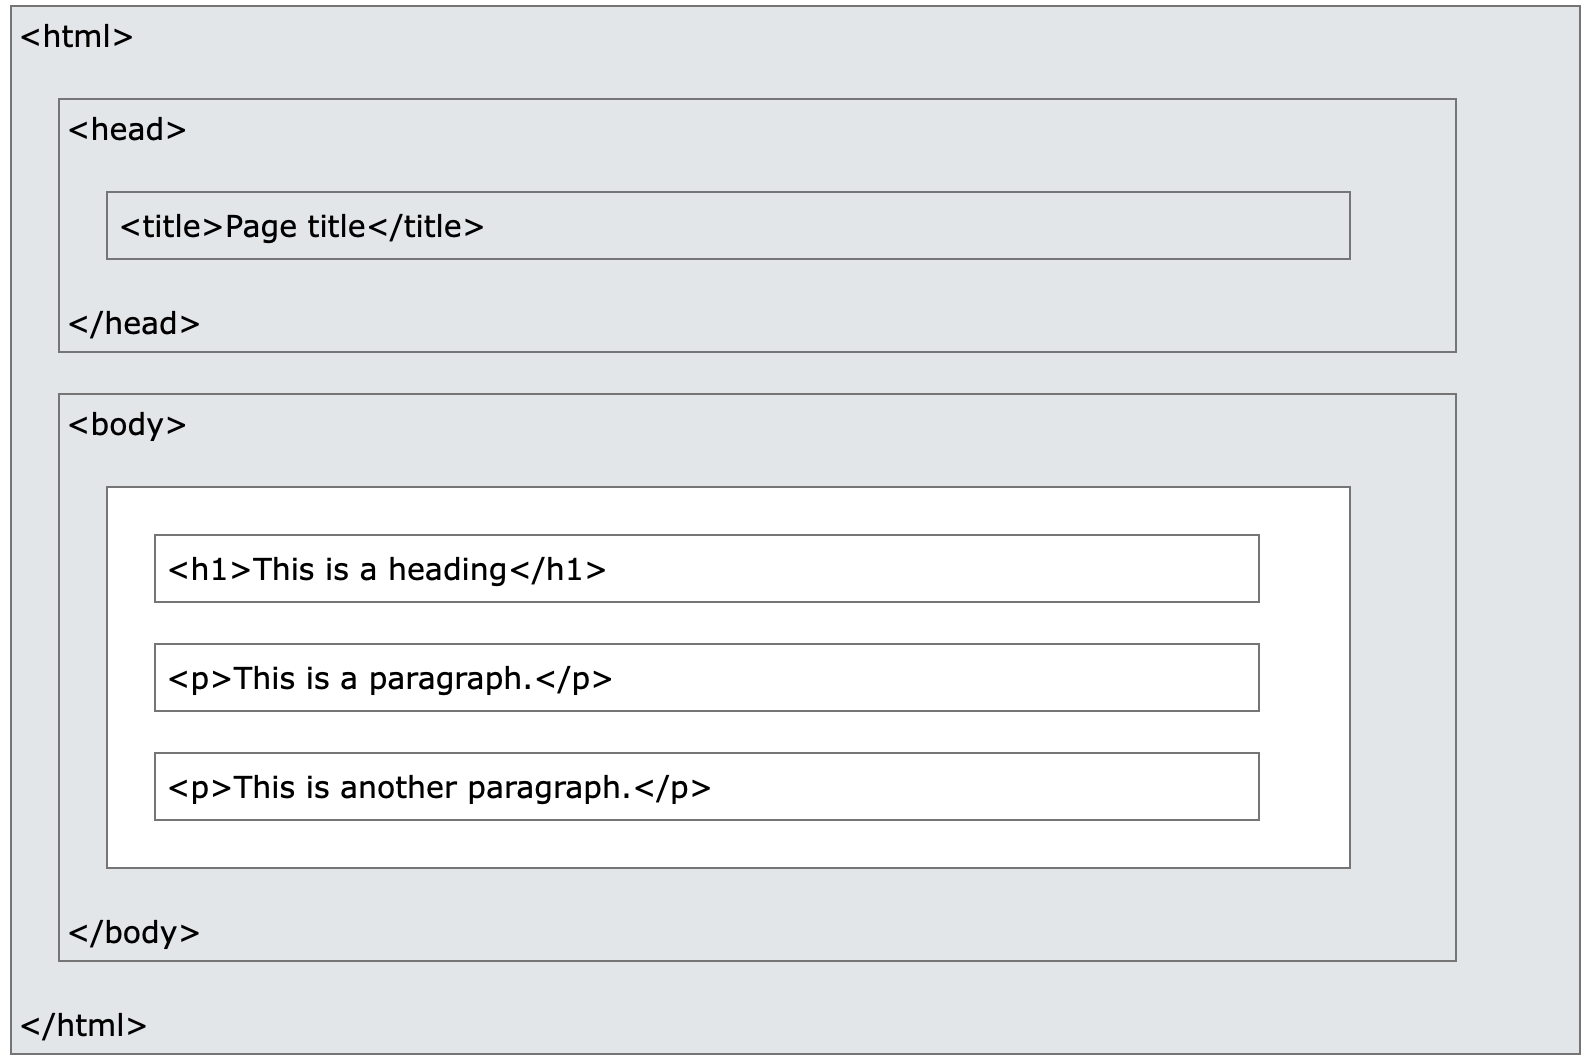 <html>
<head>
<title>Page title</title>
</head>
<body>
<h1>This is a heading</h1>
<p>This is a paragraph.</p>
<p>This is another paragraph.</p>
</body>
</html>